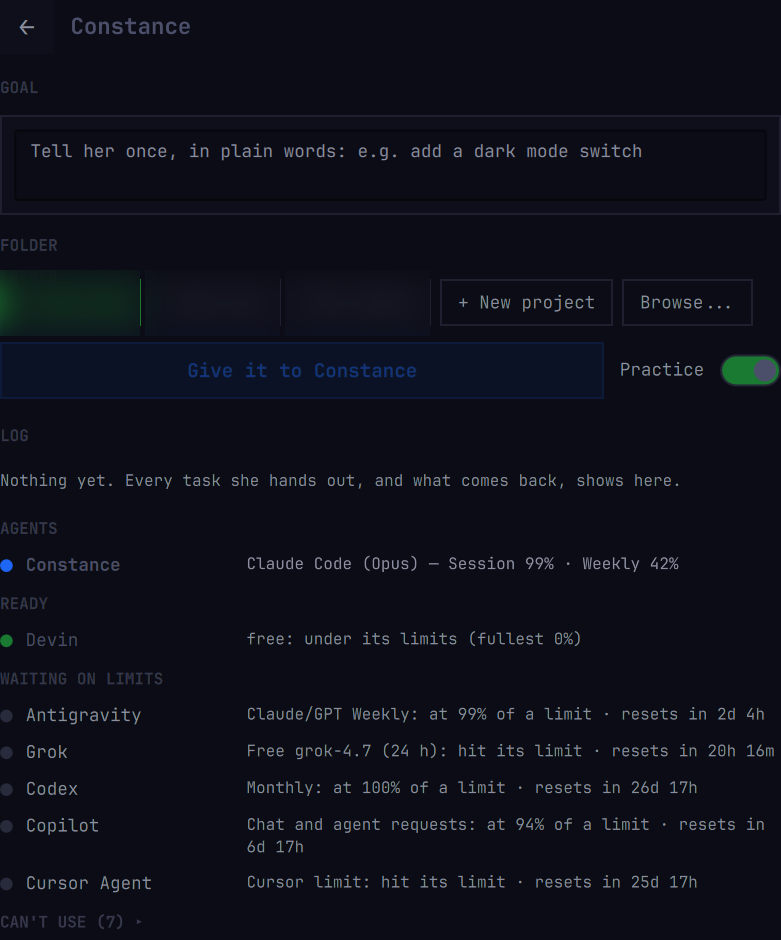 ←
Constance
GOAL
Tell her once, in plain words: e.g. add a dark mode switch
FOLDER
+ New project
Browse...
Give it to Constance
Practice
LOG
Nothing yet. Every task she hands out, and what comes back, shows here.
AGENTS
Constance
Claude Code (Opus) — Session 99% · Weekly 42%
READY
Devin
free: under its limits (fullest 0%)
WAITING ON LIMITS
Antigravity
Claude/GPT Weekly: at 99% of a limit · resets in 2d 4h
Grok
Free grok-4.7 (24 h): hit its limit · resets in 20h 16m
Codex
Monthly: at 100% of a limit · resets in 26d 17h
Copilot
Chat and agent requests: at 94% of a limit · resets in
6d 17h
Cursor Agent
Cursor limit: hit its limit · resets in 25d 17h
CAN'T USE (7) ▸